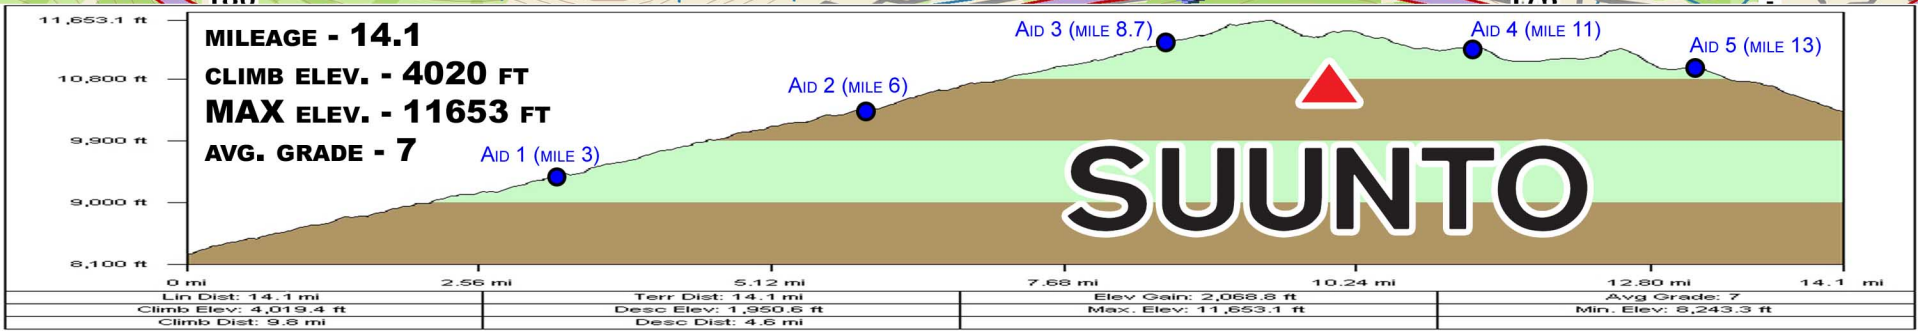 11,653.1 ft
10,800 ft
9,900 ft
9,000 ft
8,100 ft
MILEAGE - 14.1
CLIMB ELEV. - 4020 FT
MAX ELEV. - 11653 FT
AVG. GRADE - 7
AID 1 (MILE 3)
AID 2 (MILE 6)
AID 3 (MILE 8.7)
AID 4 (MILE 11)
AID 5 (MILE 13)
SUUNTO
0 mi 2.56 mi 5.12 mi 7.68 mi 10.24 mi 12.80 mi 14.1 mi
Lin Dist: 14.1 mi Terr Dist: 14.1 mi Elev Gain: 2,068.8 ft Avg Grade: 7
Climb Elev: 4,019.4 ft Desc Elev: 1,950.6 ft Max. Elev: 11,653.1 ft Min. Elev: 8,243.3 ft
Climb Dist: 9.8 mi Desc Dist: 4.6 mi